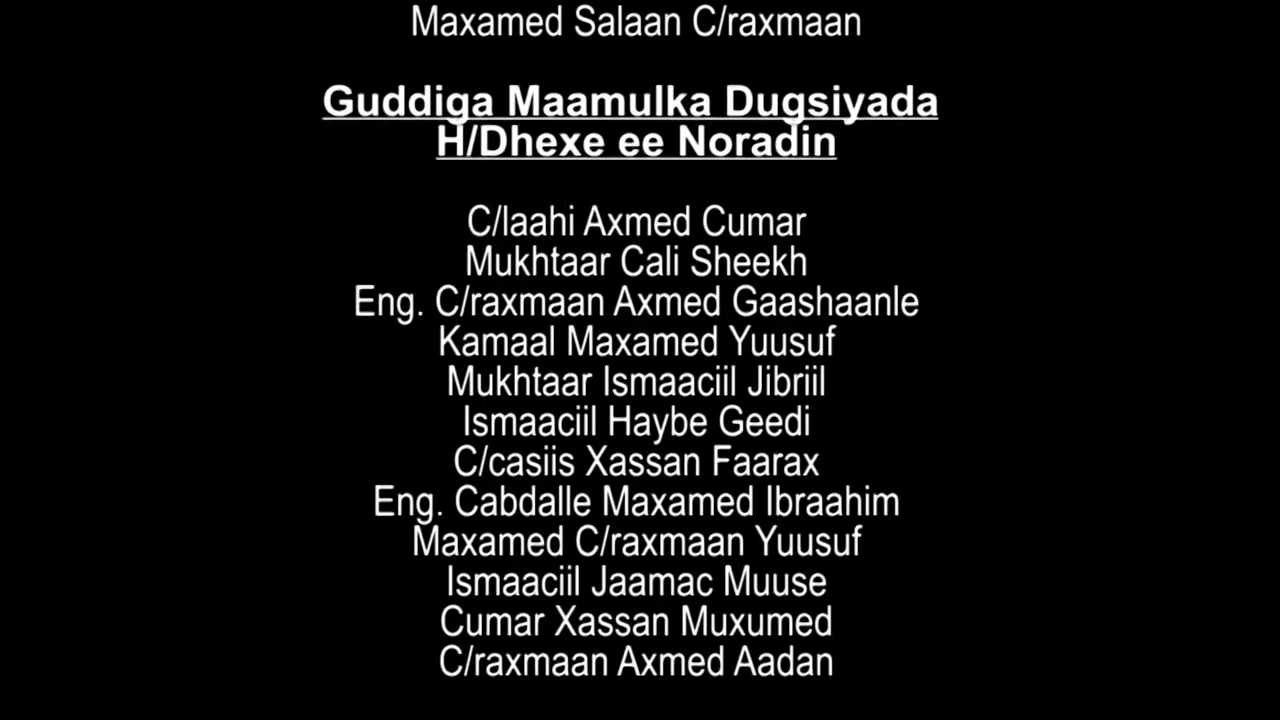 Maxamed Salaan C/raxmaan
Guddiga Maamulka Dugsiyada
H/Dhexe ee Noradin
C/laahi Axmed Cumar
Mukhtaar Cali Sheekh
Eng. C/raxmaan Axmed Gaashaanle
Kamaal Maxamed Yuusuf
Mukhtaar Ismaaciil Jibriil
Ismaaciil Haybe Geedi
C/casiis Xassan Faarax
Eng. Cabdalle Maxamed Ibraahim
Maxamed C/raxmaan Yuusuf
Ismaaciil Jaamac Muuse
Cumar Xassan Muxumed
C/raxmaan Axmed Aadan